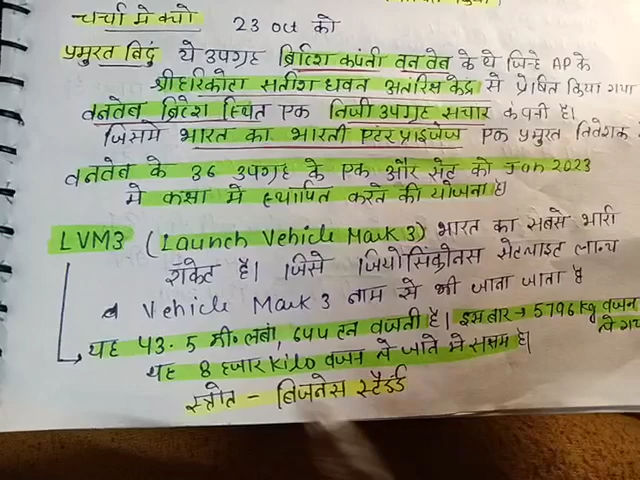 चर्चा मे क्यो 23 oct को
प्रमुख बिंदु ये उपग्रह ब्रिटिश कंपनी वनवेब के थे जिन्हे AP के
श्रीहरिकोटा सतीश धवन अंतरिक्ष केंद्र से प्रेषित किया गया
वनवेब ब्रिटेश स्थित एक निजी उपग्रह संचार कंपनी है।
जिसमे भारत का भारती एंटरप्राइजेज एक प्रमुख निवेशक
वनवेब के 36 उपग्रह के एक और सेट को Jan 2023
मे कक्षा मे स्थापित करने की योजना है।
LVM3 (Launch Vehicle Mark 3) भारत का सबसे भारी
रॉकेट है। जिसे जियोसिंक्रोनस सेटेलाइट लान्च
Vehicle Mark 3 नाम से भी जाना जाता है
यह 43.5 मी. लंबा, 644 टन वजनी है। इस बार → 5796 kg वजन ले गया
यह 8 हजार Kilo वजन ले जाने मे सक्षम है।
स्त्रोत - बिजनेस स्टैंडर्ड